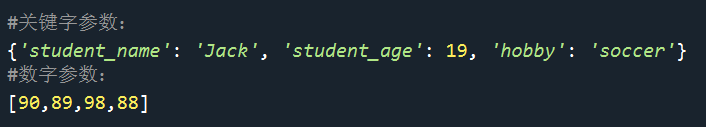 #关键字参数：
{'student_name': 'Jack', 'student_age': 19, 'hobby': 'soccer'}
#数字参数：
[90,89,98,88]